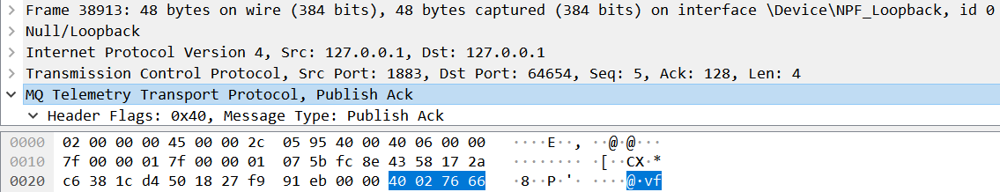 Frame 38913: 48 bytes on wire (384 bits), 48 bytes captured (384 bits) on interface \Device\NPF_Loopback, id 0
Null/Loopback
Internet Protocol Version 4, Src: 127.0.0.1, Dst: 127.0.0.1
Transmission Control Protocol, Src Port: 1883, Dst Port: 64654, Seq: 5, Ack: 128, Len: 4
MQ Telemetry Transport Protocol, Publish Ack
Header Flags: 0x40, Message Type: Publish Ack
0000 02 00 00 00 45 00 00 2c 05 95 40 00 40 06 00 00 ····E··, ··@·@···
0010 7f 00 00 01 7f 00 00 01 07 5b fc 8e 43 58 17 2a ········ ·[··CX·*
0020 c6 38 1c d4 50 18 27 f9 91 eb 00 00 40 02 76 66 ·8··P·'· ····@·vf